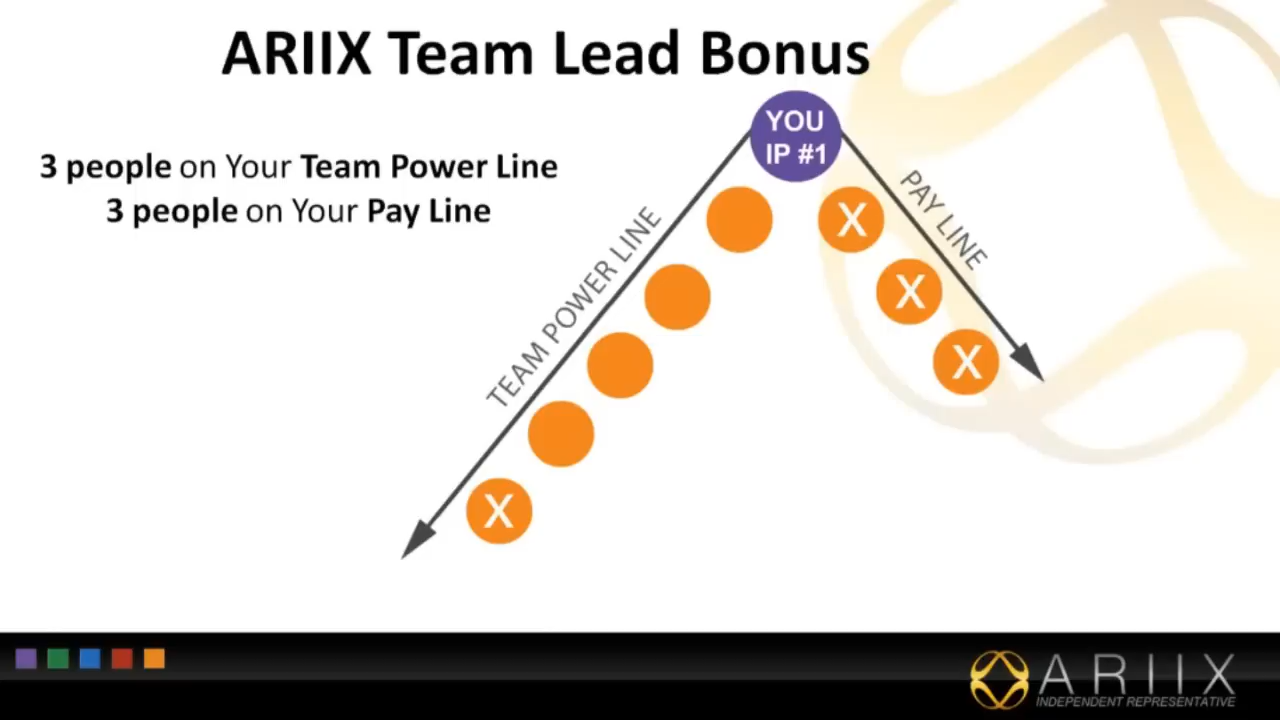 ARIIX Team Lead Bonus
3 people on Your Team Power Line
3 people on Your Pay Line
YOU
IP #1
TEAM POWER LINE
PAY LINE
X
X
X
X
ARIIX
INDEPENDENT REPRESENTATIVE